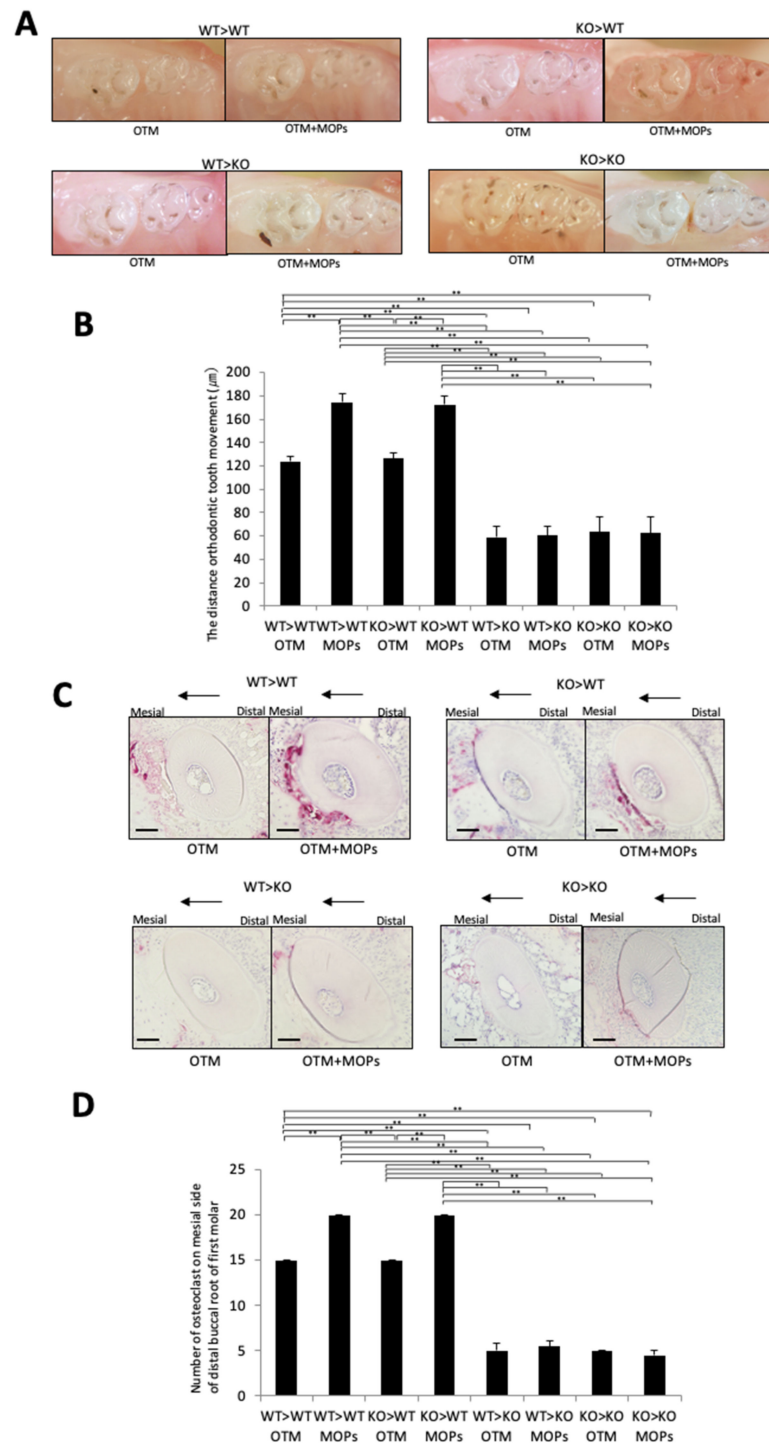 A
WT>WT
KO>WT
OTM
OTM+MOPs
OTM
OTM+MOPs
WT>KO
KO>KO
OTM
OTM+MOPs
OTM
OTM+MOPs
B
The distance orthodontic tooth movement (㎛)
200
180
160
140
120
100
80
60
40
20
0
WT>WT WT>WT KO>WT KO>WT WT>KO WT>KO KO>KO KO>KO
OTM MOPs OTM MOPs OTM MOPs OTM MOPs
C
WT>WT
KO>WT
Mesial Distal Mesial Distal
Mesial Distal Mesial Distal
OTM
OTM+MOPs
OTM
OTM+MOPs
WT>KO
KO>KO
Mesial Distal Mesial Distal
Mesial Distal Mesial Distal
OTM
OTM+MOPs
OTM
OTM+MOPs
D
Number of osteoclast on mesial side
of distal buccal root of first molar
25
20
15
10
5
0
WT>WT WT>WT KO>WT KO>WT WT>KO WT>KO KO>KO KO>KO
OTM MOPs OTM MOPs OTM MOPs OTM MOPs